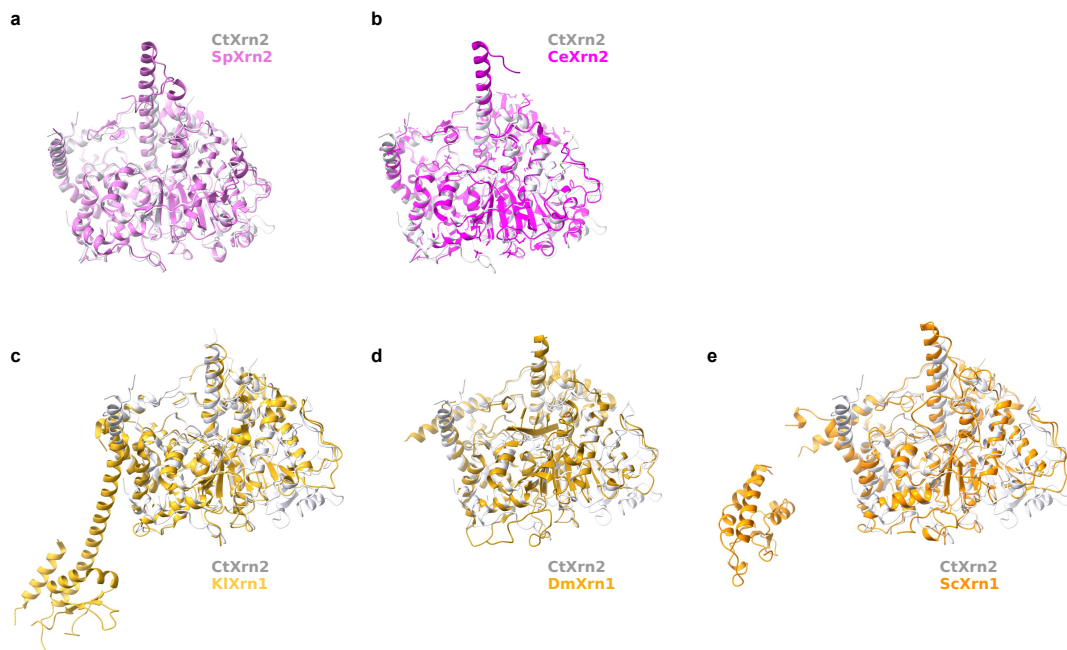 a
CtXrn2
SpXrn2
b
CtXrn2
CeXrn2
c
CtXrn2
KlXrn1
d
CtXrn2
DmXrn1
e
CtXrn2
ScXrn1